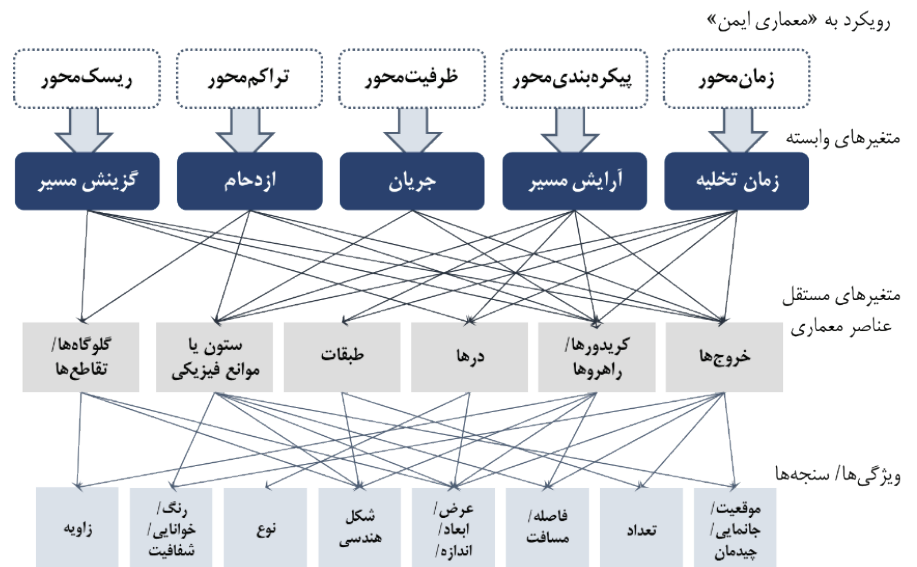 رویکرد به «معماری ایمن»
زمان‌محور
پیکره‌بندی‌محور
ظرفیت‌محور
تراکم‌محور
ریسک‌محور
متغیرهای وابسته
زمان تخلیه
آرایش مسیر
جریان
ازدحام
گزینش مسیر
متغیرهای مستقل
عناصر معماری
خروج‌ها
کریدورها/
راهروها
درها
طبقات
ستون یا
موانع فیزیکی
گلوگاه‌ها/
تقاطع‌ها
ویژگی‌ها/ سنجه‌ها
موقعیت/
جانمایی/
چیدمان
تعداد
فاصله/
مسافت
عرض/
ابعاد/
اندازه/
شکل
هندسی
نوع
رنگ/
خوانایی/
شفافیت
زاویه